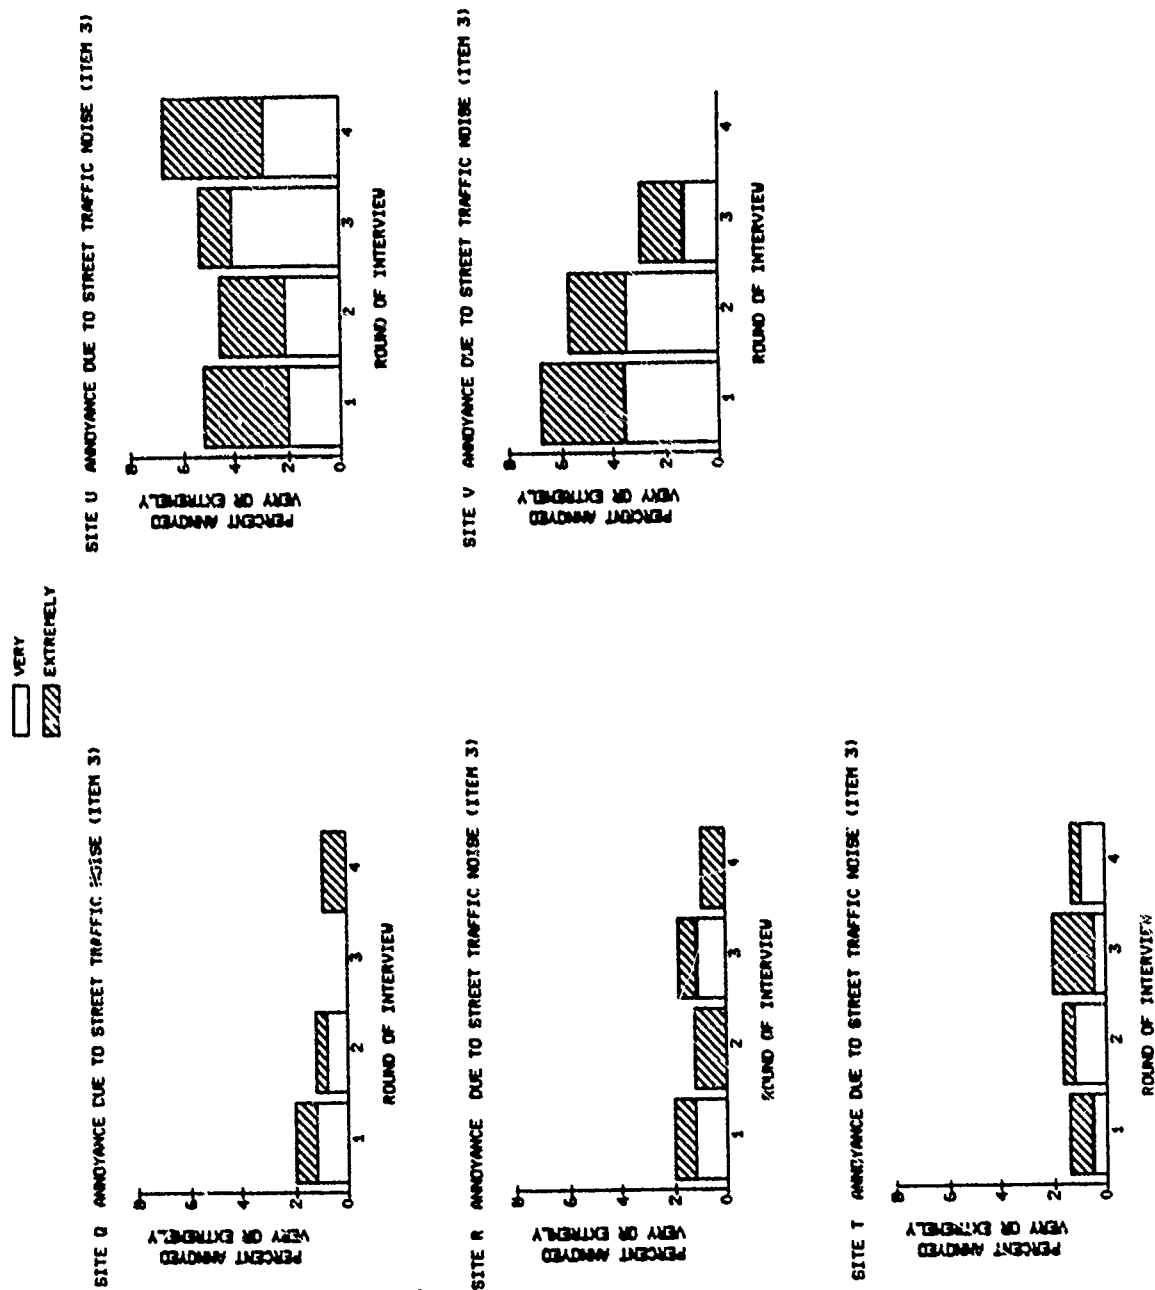 VERY
EXTREMELY
SITE Q ANNOYANCE DUE TO STREET TRAFFIC NOISE (ITEM 3)
PERCENT ANNOYED
VERY OR EXTREMELY
8
6
4
2
0
1 2 3 4
ROUND OF INTERVIEW
SITE R ANNOYANCE DUE TO STREET TRAFFIC NOISE (ITEM 3)
PERCENT ANNOYED
VERY OR EXTREMELY
8
6
4
2
0
1 2 3 4
ROUND OF INTERVIEW
SITE T ANNOYANCE DUE TO STREET TRAFFIC NOISE (ITEM 3)
PERCENT ANNOYED
VERY OR EXTREMELY
8
6
4
2
0
1 2 3 4
ROUND OF INTERVIEW
SITE U ANNOYANCE DUE TO STREET TRAFFIC NOISE (ITEM 3)
PERCENT ANNOYED
VERY OR EXTREMELY
8
6
4
2
0
1 2 3 4
ROUND OF INTERVIEW
SITE V ANNOYANCE DUE TO STREET TRAFFIC NOISE (ITEM 3)
PERCENT ANNOYED
VERY OR EXTREMELY
8
6
4
2
0
1 2 3 4
ROUND OF INTERVIEW